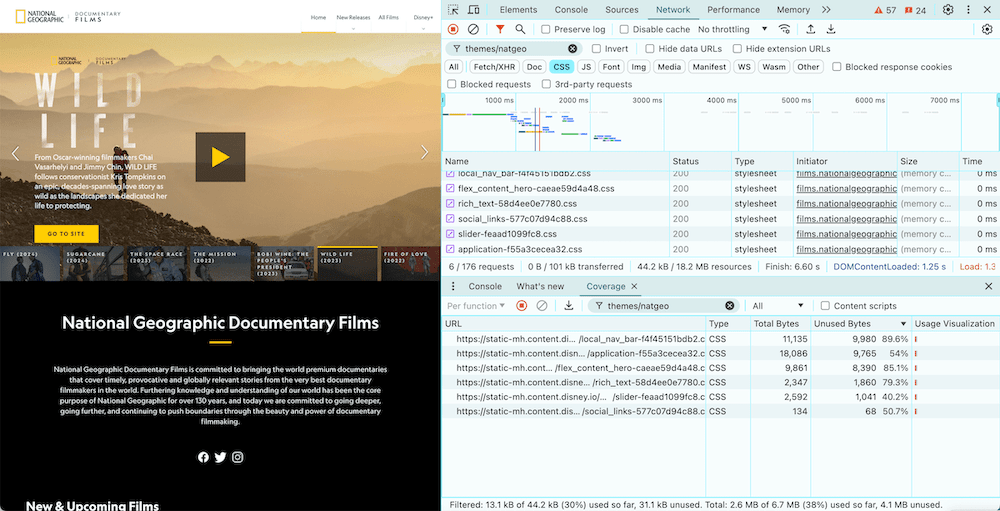 NATIONAL
GEOGRAPHIC
DOCUMENTARY
FILMS
Home
New Releases
All Films
Disney+
NATIONAL
GEOGRAPHIC
DOCUMENTARY
FILMS
WILD
LIFE
From Oscar-winning filmmakers Chai
Vasarhelyi and Jimmy Chin, WILD LIFE
follows conservationist Kris Tompkins on
an epic, decades-spanning love story as
wild as the landscapes she dedicated her
life to protecting.
GO TO SITE
FLY (2024)
SUGARCANE
(2024)
THE SPACE RACE
(2023)
THE MISSION
(2023)
BOBI WINE: THE
PEOPLE'S
PRESIDENT
(2023)
WILD LIFE
(2023)
FIRE OF LOVE
(2022)
National Geographic Documentary Films
National Geographic Documentary Films is committed to bringing the world premium documentaries
that cover timely, provocative and globally relevant stories from the very best documentary
filmmakers in the world. Furthering knowledge and understanding of our world has been the core
purpose of National Geographic for over 130 years, and today we are committed to going deeper,
going further, and continuing to push boundaries through the beauty and power of documentary
filmmaking.
New & Upcoming Films
Elements Console Sources Network Performance Memory 57 24
Preserve log Disable cache No throttling
themes/natgeo Invert Hide data URLs Hide extension URLs
All Fetch/XHR Doc CSS JS Font Img Media Manifest WS Wasm Other Blocked response cookies
Blocked requests 3rd-party requests
1000 ms 2000 ms 3000 ms 4000 ms 5000 ms 6000 ms 7000 ms
Name Status Type Initiator Size Time
local_nav_bar-f4f45151bdb2.css 200 stylesheet films.nationalgeographic (memory c... 0 ms
flex_content_hero-caeae59d4a48.css 200 stylesheet films.nationalgeographic (memory c... 0 ms
rich_text-58d4ee0e7780.css 200 stylesheet films.nationalgeographic (memory c... 0 ms
social_links-577c07d94c88.css 200 stylesheet films.nationalgeographic (memory c... 0 ms
slider-feaad1099fc8.css 200 stylesheet films.nationalgeographic (memory c... 0 ms
application-f55a3cecea32.css 200 stylesheet films.nationalgeographic (memory c... 0 ms
6 / 176 requests 0 B / 101 kB transferred 44.2 kB / 18.2 MB resources Finish: 6.60 s DOMContentLoaded: 1.25 s Load: 1.3
Console What's new Coverage
Per function themes/natgeo All Content scripts
URL Type Total Bytes Unused Bytes Usage Visualization
https://static-mh.content.di... /local_nav_bar-f4f45151bdb2.c CSS 11,135 9,980 89.6%
https://static-mh.content.disn... /application-f55a3cecea32.c CSS 18,086 9,765 54%
https://static-mh.cont... /flex_content_hero-caeae59d4a48.c CSS 9,861 8,390 85.1%
https://static-mh.content.disne... /rich_text-58d4ee0e7780.c CSS 2,347 1,860 79.3%
https://static-mh.content.disney.io/... /slider-feaad1099fc8.c CSS 2,592 1,041 40.2%
https://static-mh.content.dis... /social_links-577c07d94c88.c CSS 134 68 50.7%
Filtered: 13.1 kB of 44.2 kB (30%) used so far, 31.1 kB unused. Total: 2.6 MB of 6.7 MB (38%) used so far, 4.1 MB unused.